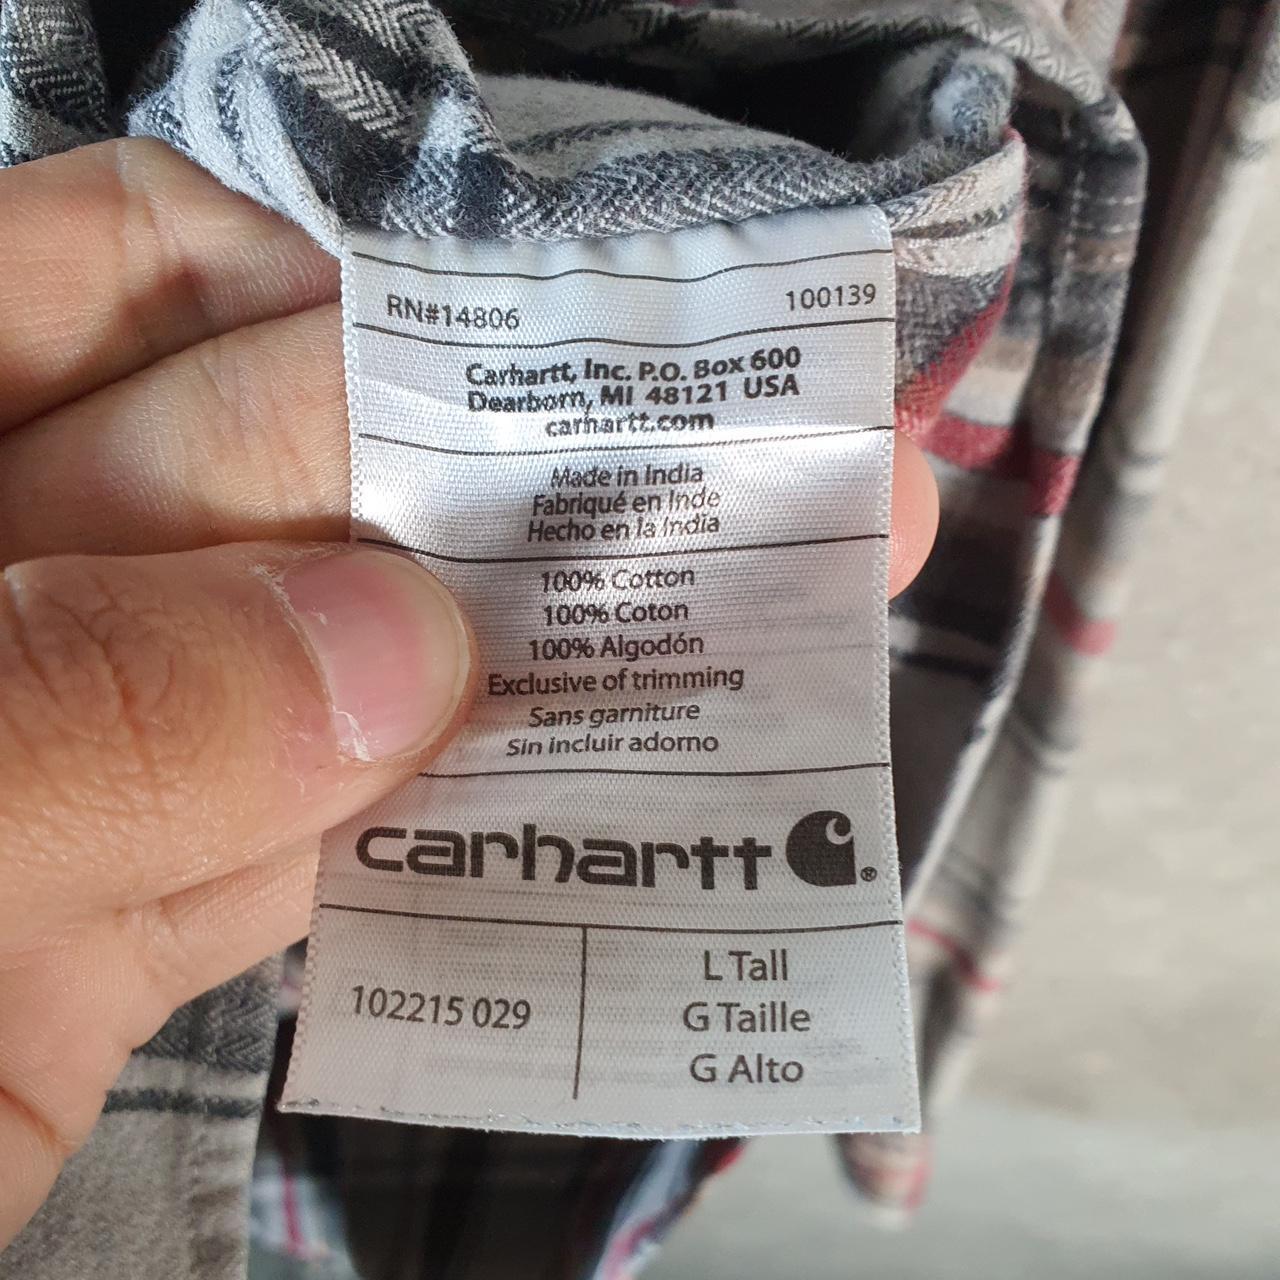 RN#14806 100139
Carhartt, Inc. P.O. Box 600
Dearborn, MI 48121 USA
carhartt.com
Made in India
Fabriqué en Inde
Hecho en la India
100% Cotton
100% Coton
100% Algodón
Exclusive of trimming
Sans garniture
Sin incluir adorno
carhartt ®
102215 029
L Tall
G Taille
G Alto